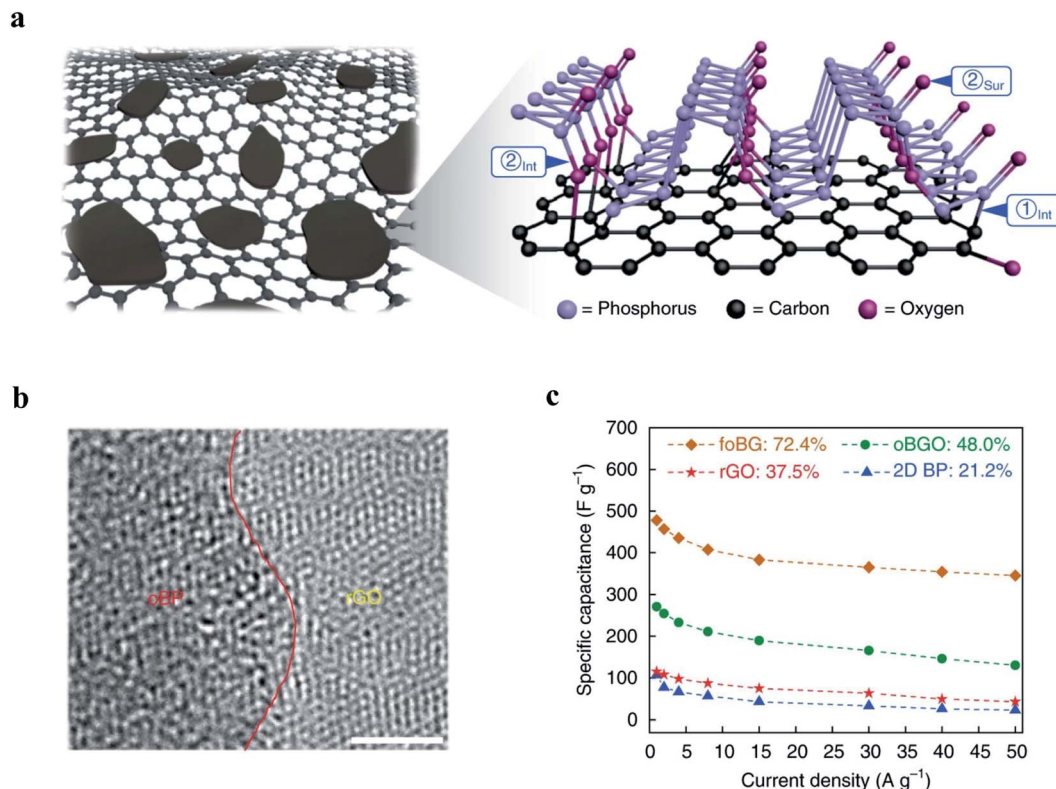 a
②Sur
②Int
①Int
= Phosphorus = Carbon = Oxygen
b
oBP
rGO
c
Specific capacitance (F g⁻¹)
700
600
500
400
300
200
100
0
foBG: 72.4% oBGO: 48.0%
rGO: 37.5% 2D BP: 21.2%
0 5 10 15 20 25 30 35 40 45 50
Current density (A g⁻¹)